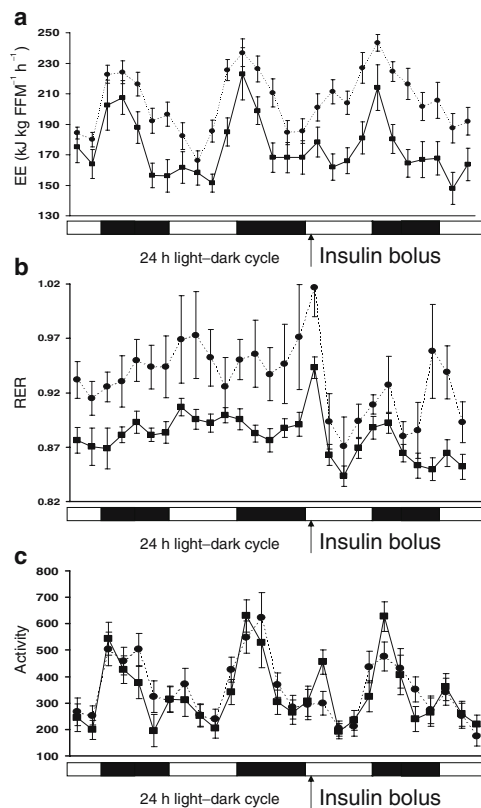 a
EE (kJ kg FFM⁻¹ h⁻¹)
250
230
210
190
170
150
130
24 h light–dark cycle
Insulin bolus
b
RER
1.02
0.97
0.92
0.87
0.82
24 h light–dark cycle
Insulin bolus
c
Activity
800
700
600
500
400
300
200
100
24 h light–dark cycle
Insulin bolus